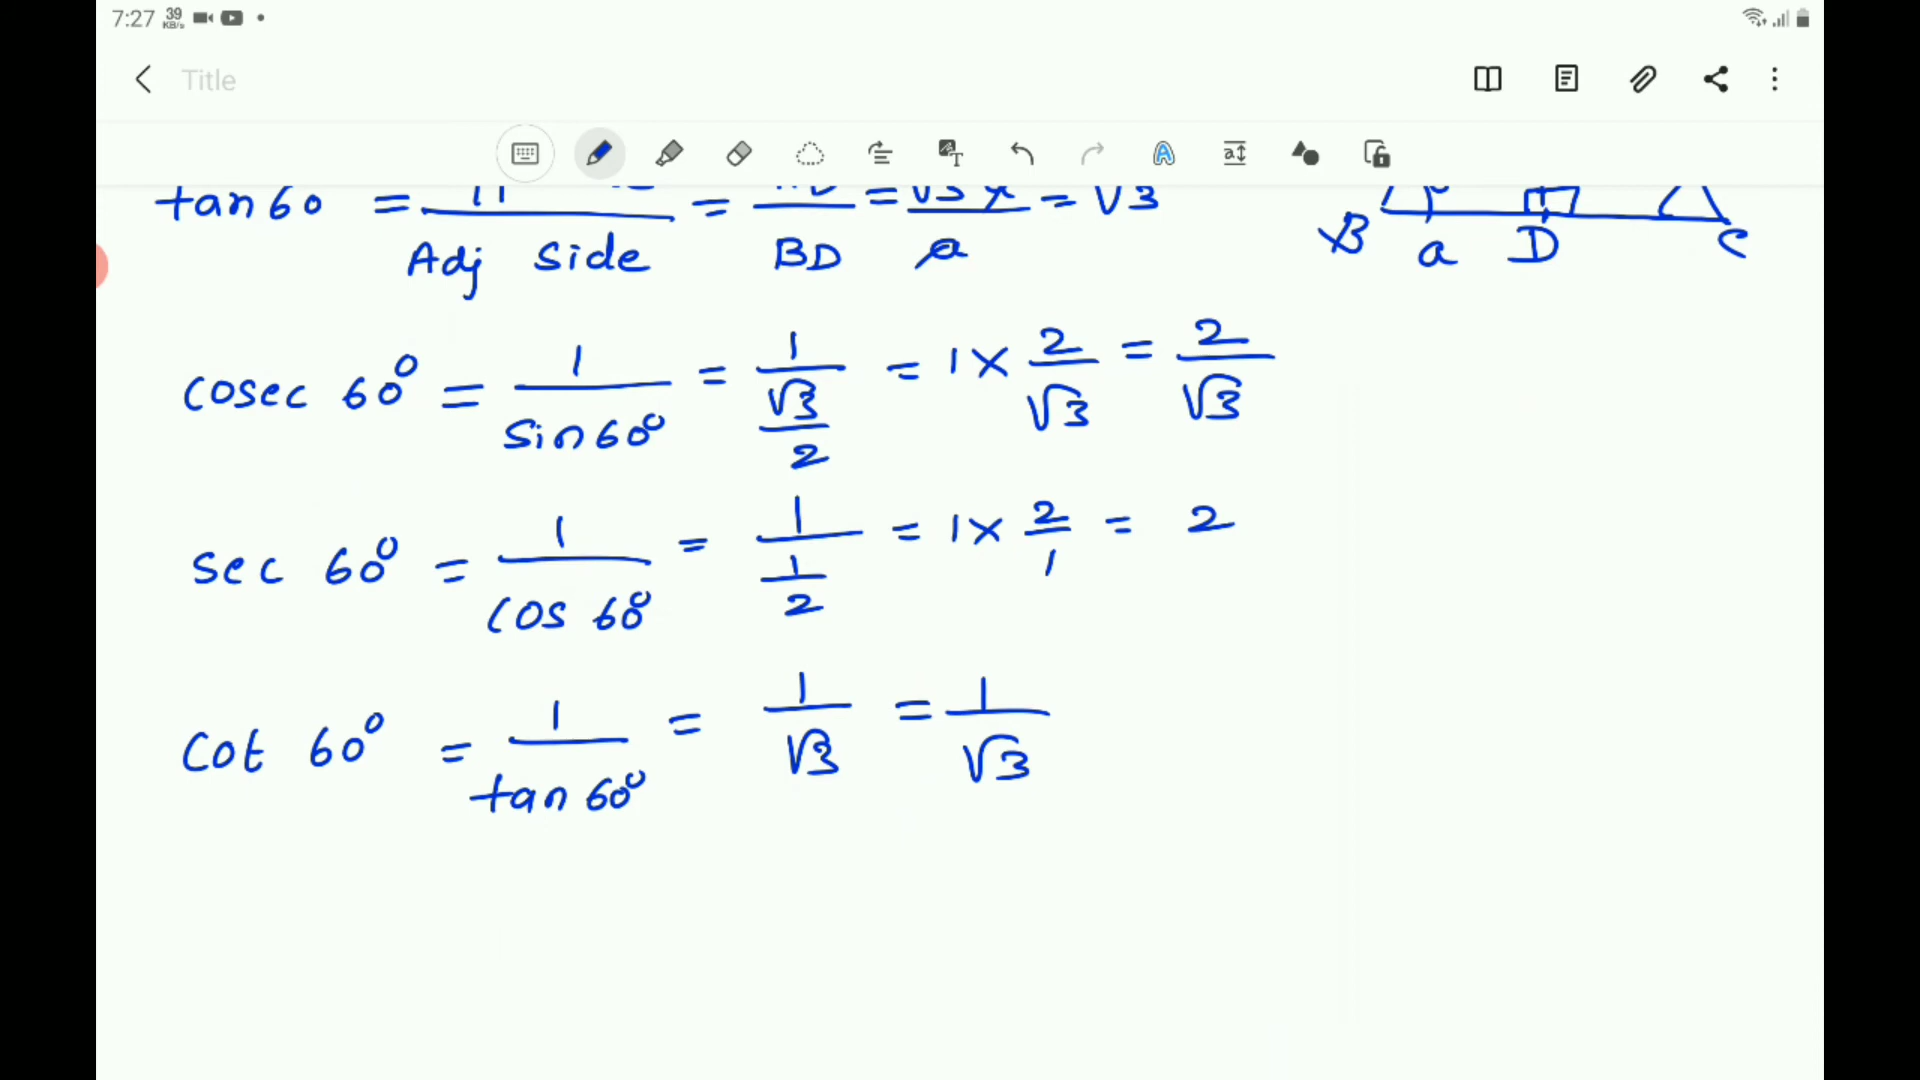 7:27 39 KB/s
Title
tan 60 = / Adj Side = / BD = √3 a / a = √3
B a D C
Cosec 60° = 1 / Sin 60° = 1 / √3 / 2 = 1 × 2 / √3 = 2 / √3
Sec 60° = 1 / Cos 60° = 1 / 1 / 2 = 1 × 2 / 1 = 2
Cot 60° = 1 / tan 60° = 1 / √3 = 1 / √3